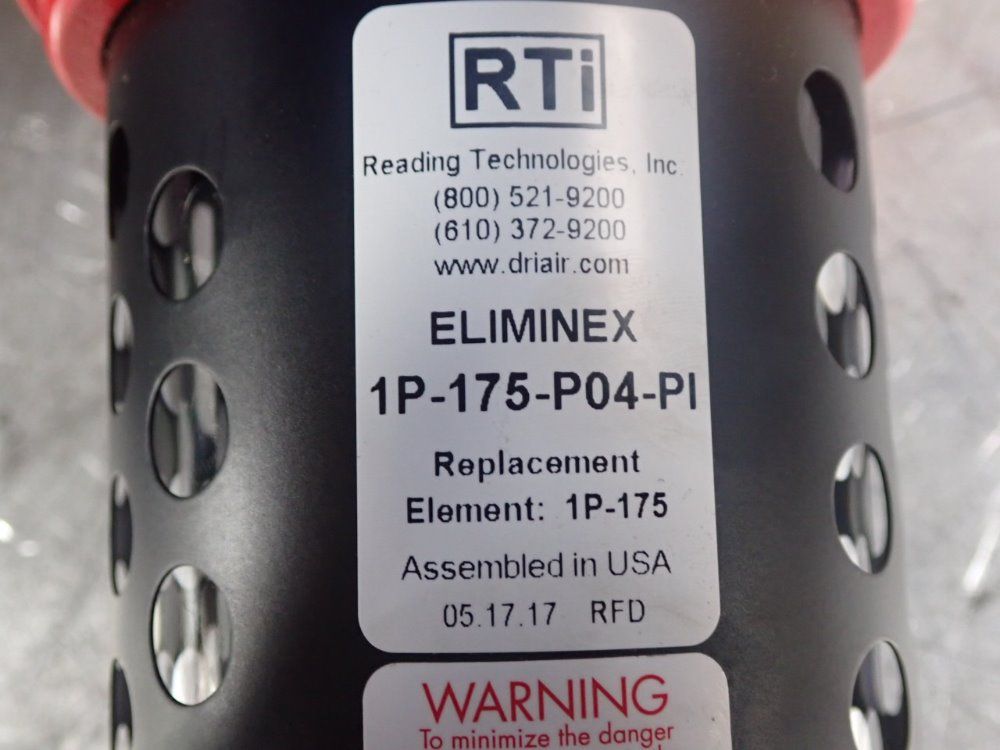 RTi
Reading Technologies, Inc.
(800) 521-9200
(610) 372-9200
www.driair.com
ELIMINEX
1P-175-P04-PI
Replacement
Element: 1P-175
Assembled in USA
05.17.17 RFD
WARNING
To minimize the danger